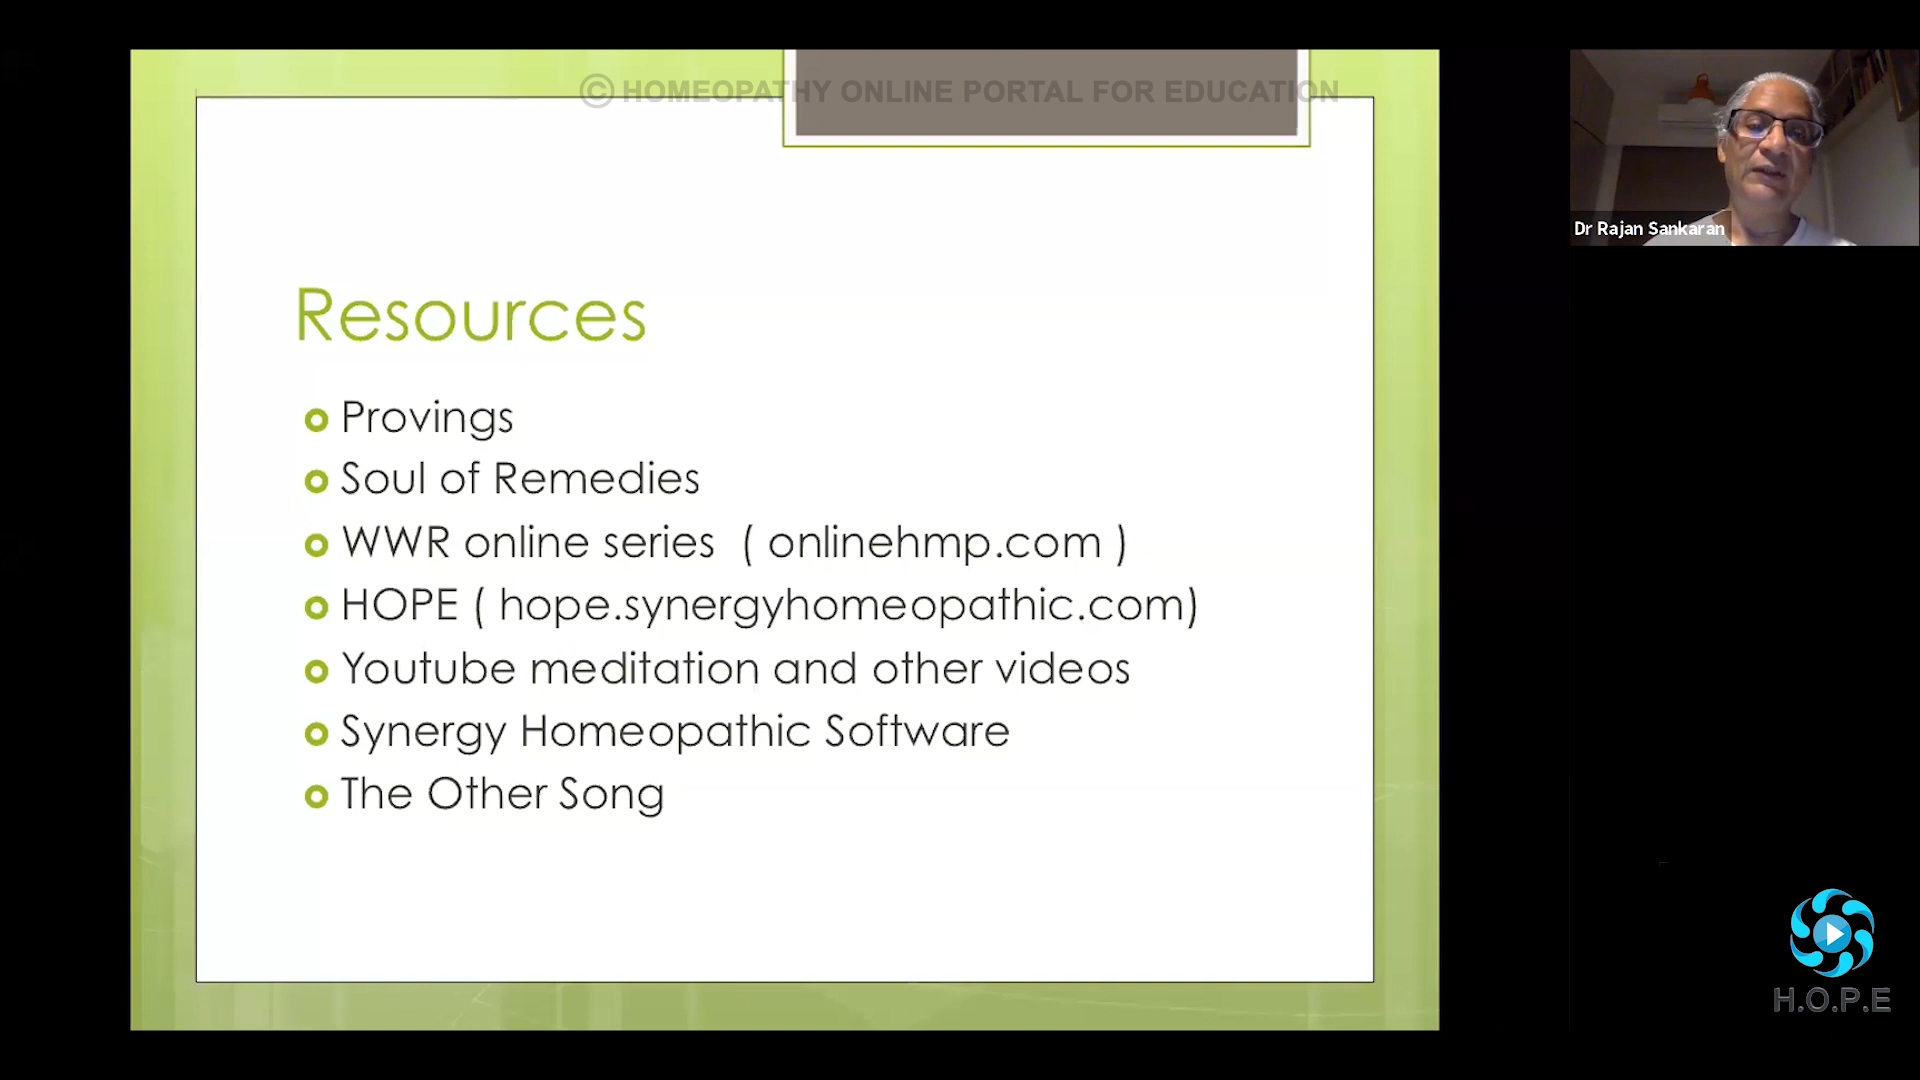 © HOMEOPATHY ONLINE PORTAL FOR EDUCATION
Dr Rajan Sankaran
Resources
Provings
Soul of Remedies
WWR online series ( onlinehmp.com )
HOPE ( hope.synergyhomeopathic.com)
Youtube meditation and other videos
Synergy Homeopathic Software
The Other Song
H.O.P.E